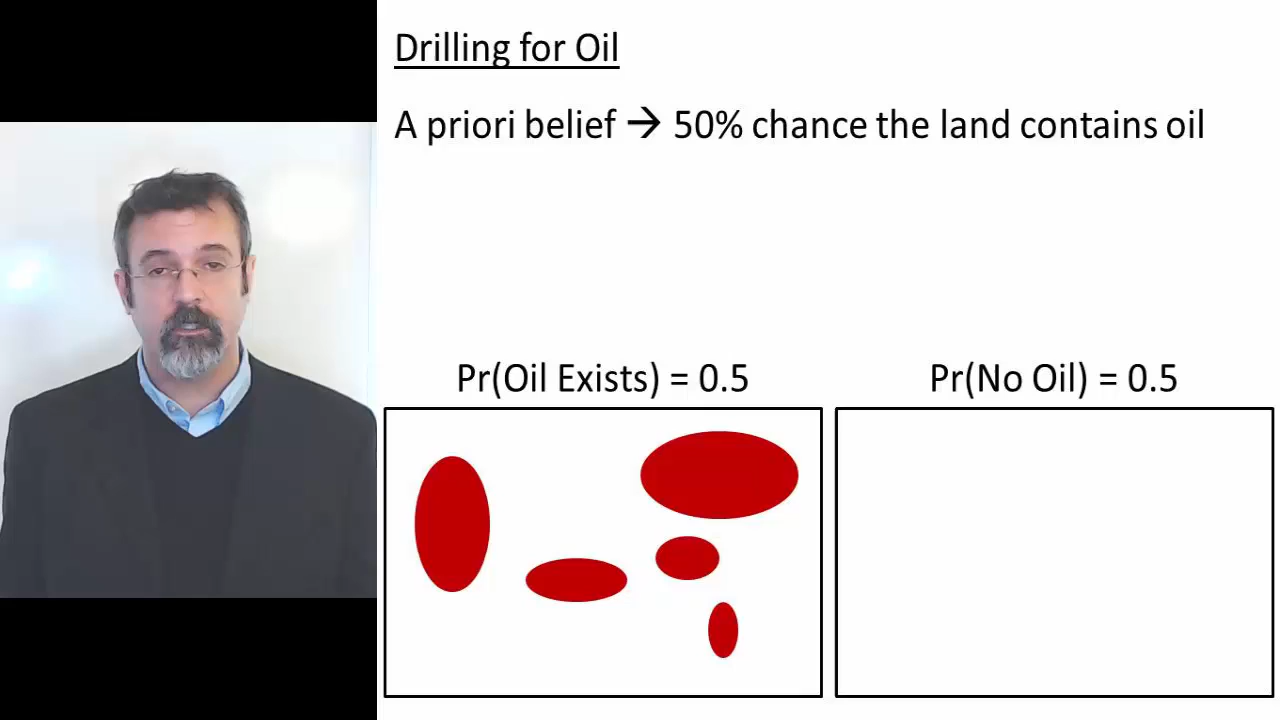 Drilling for Oil
A priori belief → 50% chance the land contains oil
Pr(Oil Exists) = 0.5
Pr(No Oil) = 0.5